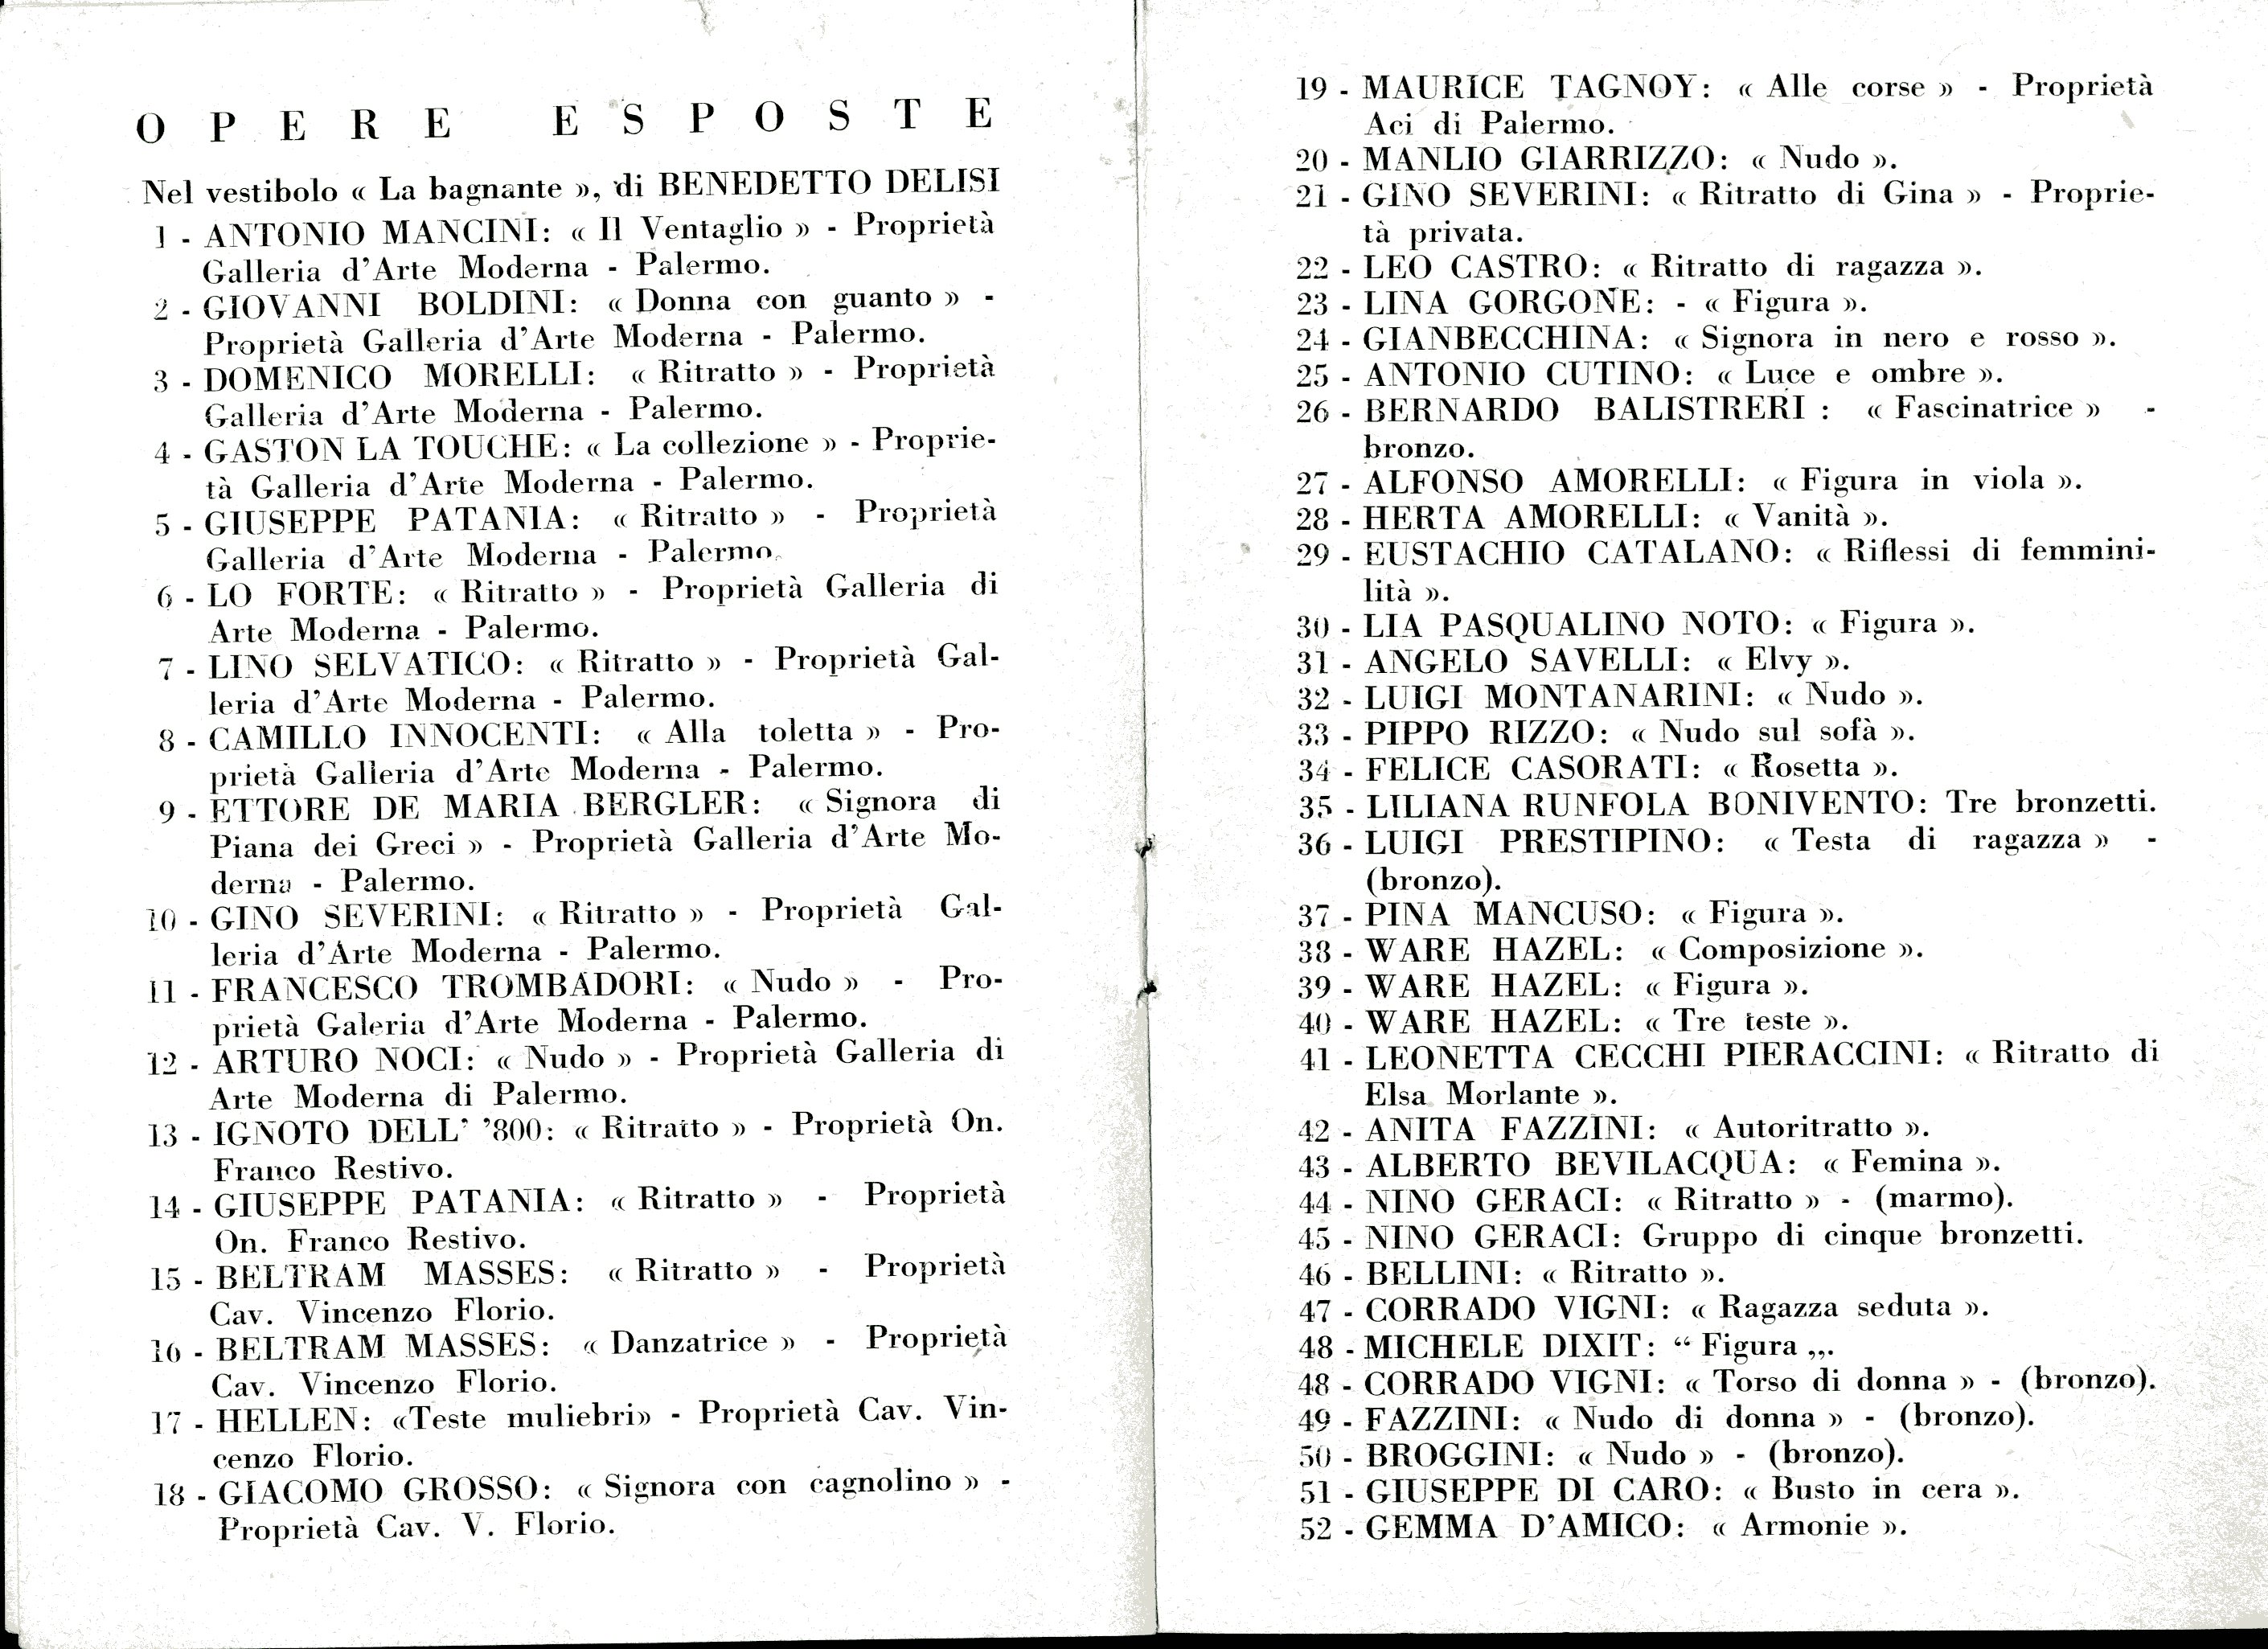 OPERE ESPOSTE
Nel vestibolo « La bagnante », di BENEDETTO DELISI
1 - ANTONIO MANCINI: « Il Ventaglio » - Proprietà
Galleria d'Arte Moderna - Palermo.
2 - GIOVANNI BOLDINI: « Donna con guanto » -
Proprietà Galleria d'Arte Moderna - Palermo.
3 - DOMENICO MORELLI: « Ritratto » - Proprietà
Galleria d'Arte Moderna - Palermo.
4 - GASTON LA TOUCHE: « La collezione » - Proprie-
tà Galleria d'Arte Moderna - Palermo.
5 - GIUSEPPE PATANIA: « Ritratto » - Proprietà
Galleria d'Arte Moderna - Palermo.
6 - LO FORTE: « Ritratto » - Proprietà Galleria di
Arte Moderna - Palermo.
7 - LINO SELVATICO: « Ritratto » - Proprietà Gal-
leria d'Arte Moderna - Palermo.
8 - CAMILLO INNOCENTI: « Alla toletta » - Pro-
prietà Galleria d'Arte Moderna - Palermo.
9 - ETTORE DE MARIA BERGLER: « Signora di
Piana dei Greci » - Proprietà Galleria d'Arte Mo-
derna - Palermo.
10 - GINO SEVERINI: « Ritratto » - Proprietà Gal-
leria d'Arte Moderna - Palermo.
11 - FRANCESCO TROMBADORI: « Nudo » - Pro-
prietà Galeria d'Arte Moderna - Palermo.
12 - ARTURO NOCI: « Nudo » - Proprietà Galleria di
Arte Moderna di Palermo.
13 - IGNOTO DELL' '800: « Ritratto » - Proprietà On.
Franco Restivo.
14 - GIUSEPPE PATANIA: « Ritratto » - Proprietà
On. Franco Restivo.
15 - BELTRAM MASSES: « Ritratto » - Proprietà
Cav. Vincenzo Florio.
16 - BELTRAM MASSES: « Danzatrice » - Proprietà
Cav. Vincenzo Florio.
17 - HELLEN: «Teste muliebri» - Proprietà Cav. Vin-
cenzo Florio.
18 - GIACOMO GROSSO: « Signora con cagnolino » -
Proprietà Cav. V. Florio.
19 - MAURICE TAGNOY: « Alle corse » - Proprietà
Aci di Palermo.
20 - MANLIO GIARRIZZO: « Nudo ».
21 - GINO SEVERINI: « Ritratto di Gina » - Proprie-
tà privata.
22 - LEO CASTRO: « Ritratto di ragazza ».
23 - LINA GORGONE: - « Figura ».
24 - GIANBECCHINA: « Signora in nero e rosso ».
25 - ANTONIO CUTINO: « Luce e ombre ».
26 - BERNARDO BALISTRERI : « Fascinatrice » -
bronzo.
27 - ALFONSO AMORELLI: « Figura in viola ».
28 - HERTA AMORELLI: « Vanità ».
29 - EUSTACHIO CATALANO: « Riflessi di femmini-
lità ».
30 - LIA PASQUALINO NOTO: « Figura ».
31 - ANGELO SAVELLI: « Elvy ».
32 - LUIGI MONTANARINI: « Nudo ».
33 - PIPPO RIZZO: « Nudo sul sofà ».
34 - FELICE CASORATI: « Rosetta ».
35 - LILIANA RUNFOLA BONIVENTO: Tre bronzetti.
36 - LUIGI PRESTIPINO: « Testa di ragazza » -
(bronzo).
37 - PINA MANCUSO: « Figura ».
38 - WARE HAZEL: « Composizione ».
39 - WARE HAZEL: « Figura ».
40 - WARE HAZEL: « Tre teste ».
41 - LEONETTA CECCHI PIERACCINI: « Ritratto di
Elsa Morlante ».
42 - ANITA FAZZINI: « Autoritratto ».
43 - ALBERTO BEVILACQUA: « Femina ».
44 - NINO GERACI: « Ritratto » - (marmo).
45 - NINO GERACI: Gruppo di cinque bronzetti.
46 - BELLINI: « Ritratto ».
47 - CORRADO VIGNI: « Ragazza seduta ».
48 - MICHELE DIXIT: “ Figura „.
48 - CORRADO VIGNI: « Torso di donna » - (bronzo).
49 - FAZZINI: « Nudo di donna » - (bronzo).
50 - BROGGINI: « Nudo » - (bronzo).
51 - GIUSEPPE DI CARO: « Busto in cera ».
52 - GEMMA D'AMICO: « Armonie ».